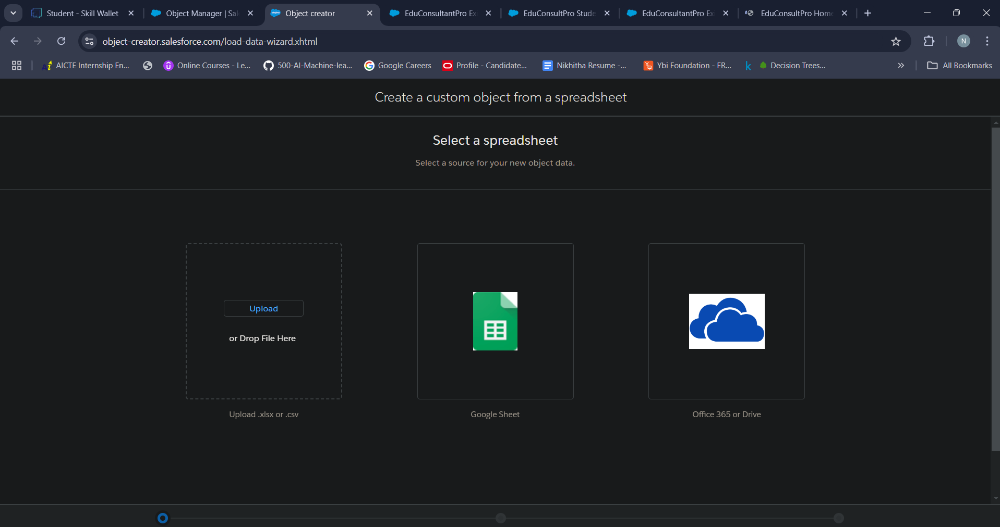 Student - Skill Wallet
Object Manager | Sal
Object creator
EduConsultantPro Ex
EduConsultPro Stude
EduConsultantPro Ex
EduConsultPro Home
object-creator.salesforce.com/load-data-wizard.xhtml
N
AICTE Internship En...
Online Courses - Le...
500-AI-Machine-lea...
Google Careers
Profile - Candidate...
Nikhitha Resume -...
Ybi Foundation - FR...
k
Decision Trees...
All Bookmarks
Create a custom object from a spreadsheet
Select a spreadsheet
Select a source for your new object data.
Upload
or Drop File Here
Upload .xlsx or .csv
Google Sheet
Office 365 or Drive